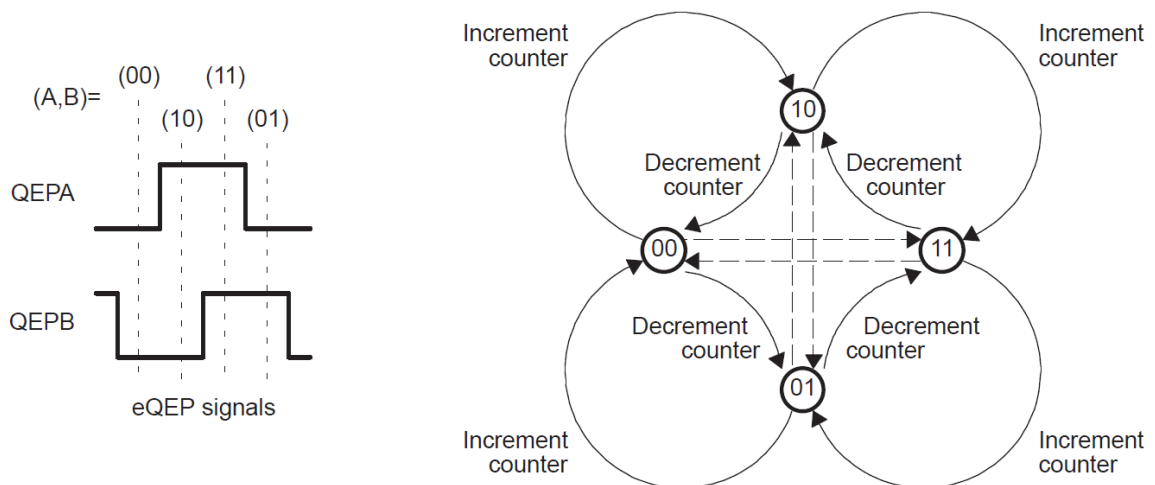 (A,B)=
(00)
(11)
(10)
(01)
QEPA
QEPB
eQEP signals
Increment
counter
Increment
counter
10
Decrement
counter
Decrement
counter
00
11
Decrement
counter
Decrement
counter
01
Increment
counter
Increment
counter